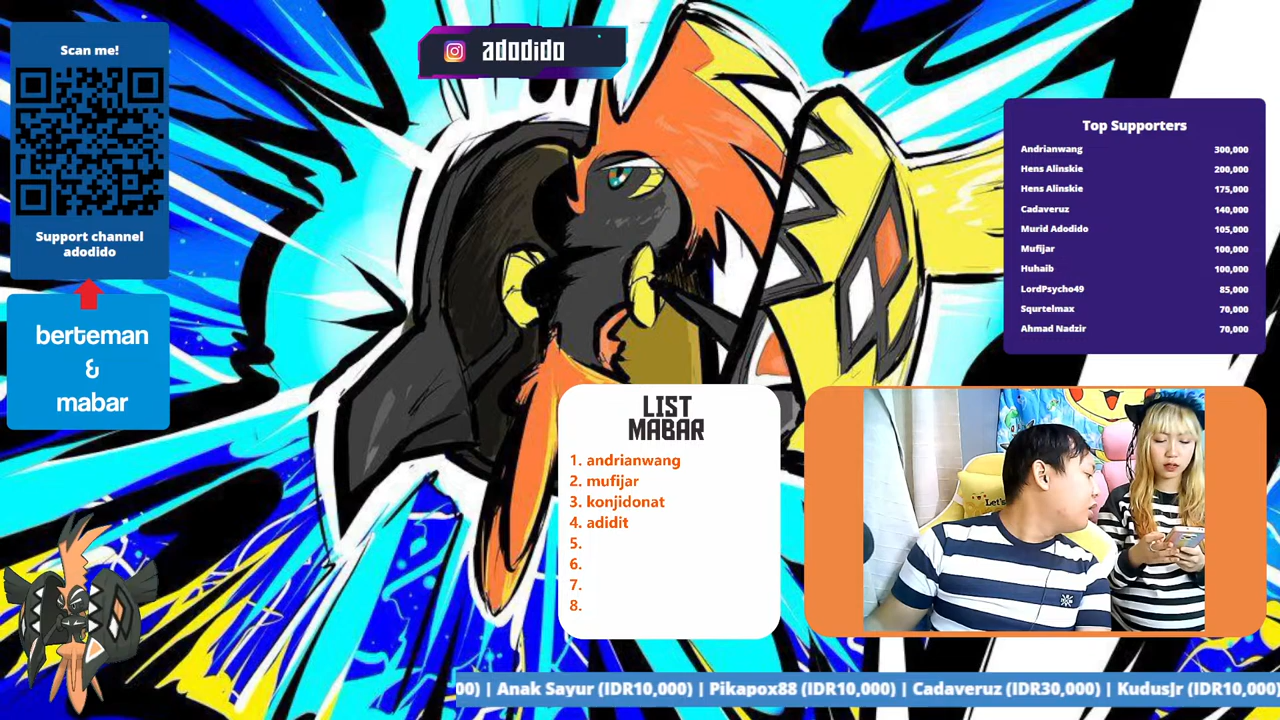 Scan me!
Support channel
adodido
berteman
&
mabar
adodido
Top Supporters
Andrianwang 300,000
Hens Alinskie 200,000
Hens Alinskie 175,000
Cadaveruz 140,000
Murid Adodido 105,000
Mufijar 100,000
Huhaib 100,000
LordPsycho49 85,000
Squrtelmax 70,000
Ahmad Nadzir 70,000
LIST
MABAR
1. andrianwang
2. mufijar
3. konjidonat
4. adidit
5.
6.
7.
8.
Let's
00) | Anak Sayur (IDR10,000) | Pikapox88 (IDR10,000) | Cadaveruz (IDR30,000) | KudusJr (IDR10,000)